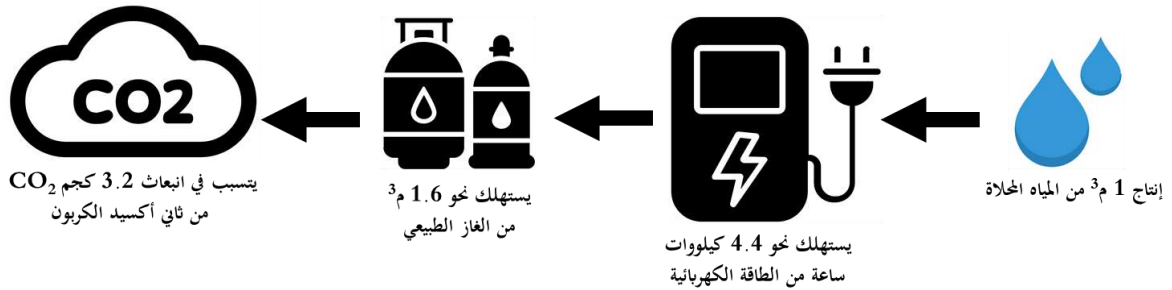 إنتاج 1 م³ من المياه المحلاة
يستهلك نحو 4.4 كيلووات
ساعة من الطاقة الكهربائية
يستهلك نحو 1.6 م³
من الغاز الطبيعي
CO2
يتسبب في انبعاث 3.2 كجم CO₂
من ثاني أكسيد الكربون